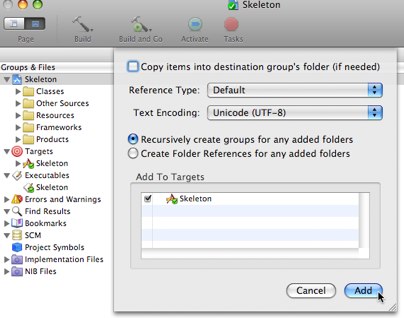 Skeleton
Page
Build
Build and Go
Activate
Tasks
Groups & Files
Skeleton
Classes
Other Sources
Resources
Frameworks
Products
Targets
Skeleton
Executables
Skeleton
Errors and Warnings
Find Results
Bookmarks
SCM
Project Symbols
Implementation Files
NIB Files
Copy items into destination group's folder (if needed)
Reference Type: Default
Text Encoding: Unicode (UTF-8)
Recursively create groups for any added folders
Create Folder References for any added folders
Add To Targets
Skeleton
Cancel
Add